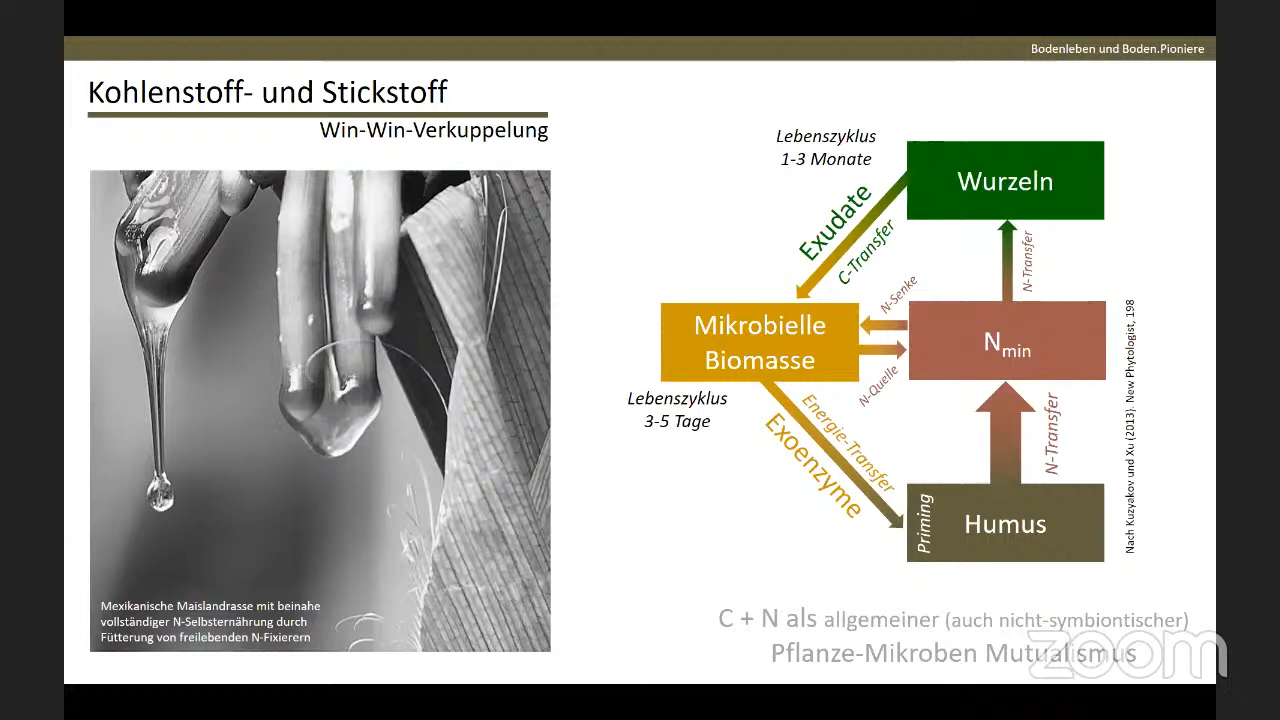 Bodenleben und Boden.Pioniere
Kohlenstoff- und Stickstoff
Win-Win-Verkuppelung
Mexikanische Maislandrasse mit beinahe
vollständiger N-Selbsternährung durch
Fütterung von freilebenden N-Fixierern
Lebenszyklus
1-3 Monate
Wurzeln
Exudate
C-Transfer
N-Transfer
N-Senke
Mikrobielle
Biomasse
Nmin
N-Quelle
Lebenszyklus
3-5 Tage
Energie-Transfer
Exoenzyme
N-Transfer
Priming
Humus
Nach Kuzyakov und Xu (2013). New Phytologist, 198
C + N als allgemeiner (auch nicht-symbiontischer)
Pflanze-Mikroben Mutualismus
zoom